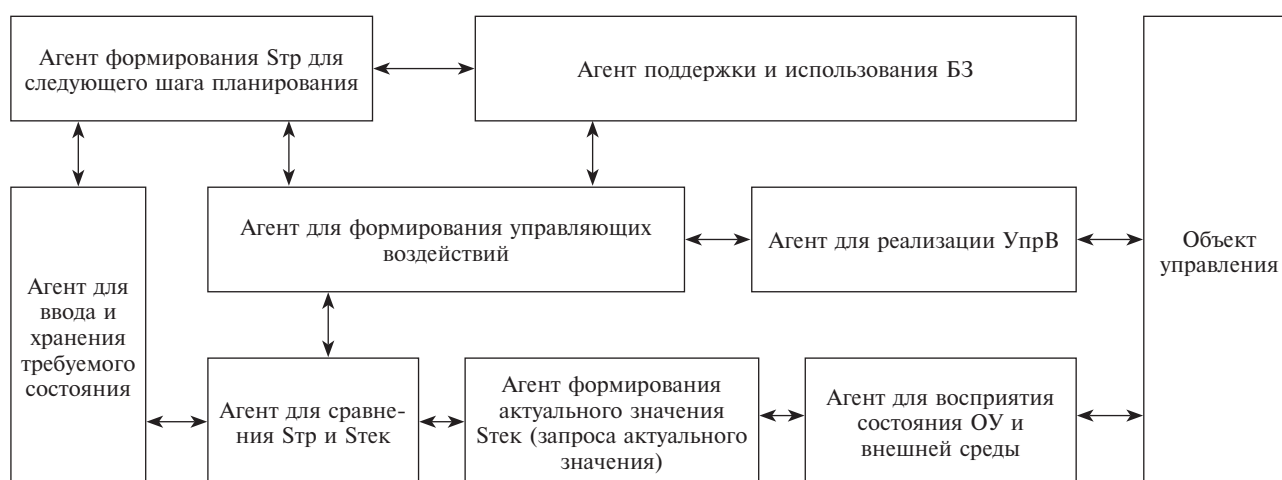 Агент формирования Sтр для
следующего шага планирования
Агент поддержки и использования БЗ
Агент для формирования управляющих
воздействий
Агент для реализации УпрВ
Объект
управления
Агент для
ввода и
хранения
требуемого
состояния
Агент для сравне-
ния Sтр и Sтек
Агент формирования
актуального значения
Sтек (запроса актуального
значения)
Агент для восприятия
состояния ОУ и
внешней среды